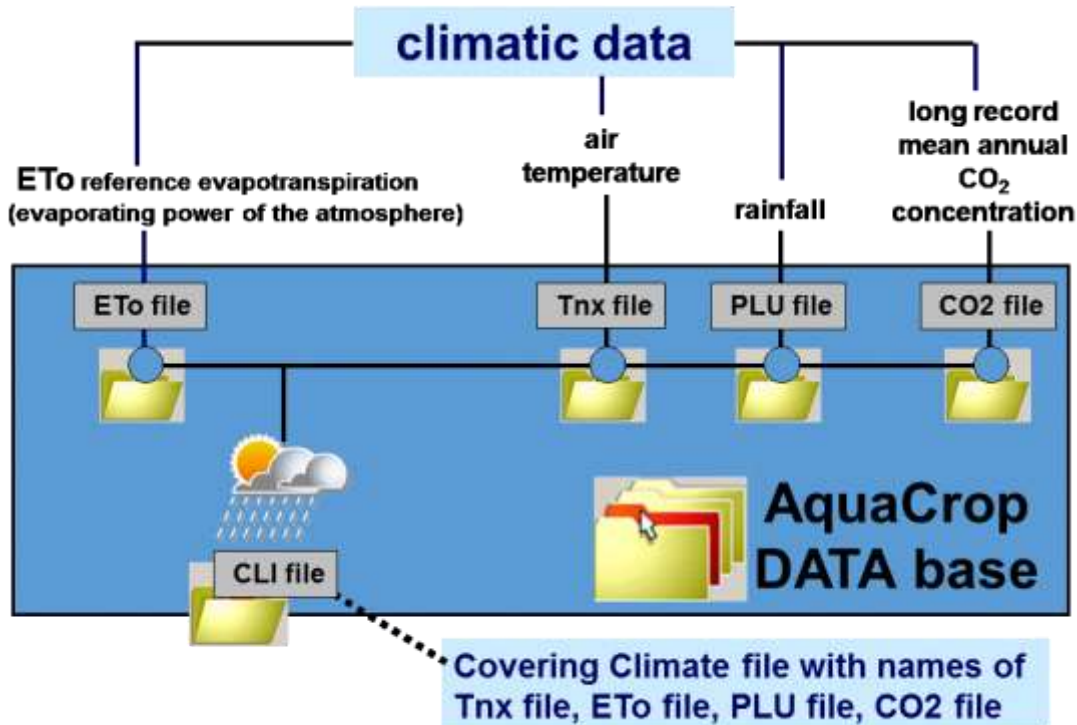 climatic data
ETo reference evapotranspiration
(evaporating power of the atmosphere)
air
temperature
rainfall
long record
mean annual
CO₂
concentration
ETo file
Tnx file
PLU file
CO2 file
CLI file
AquaCrop
DATA base
Covering Climate file with names of
Tnx file, ETo file, PLU file, CO2 file